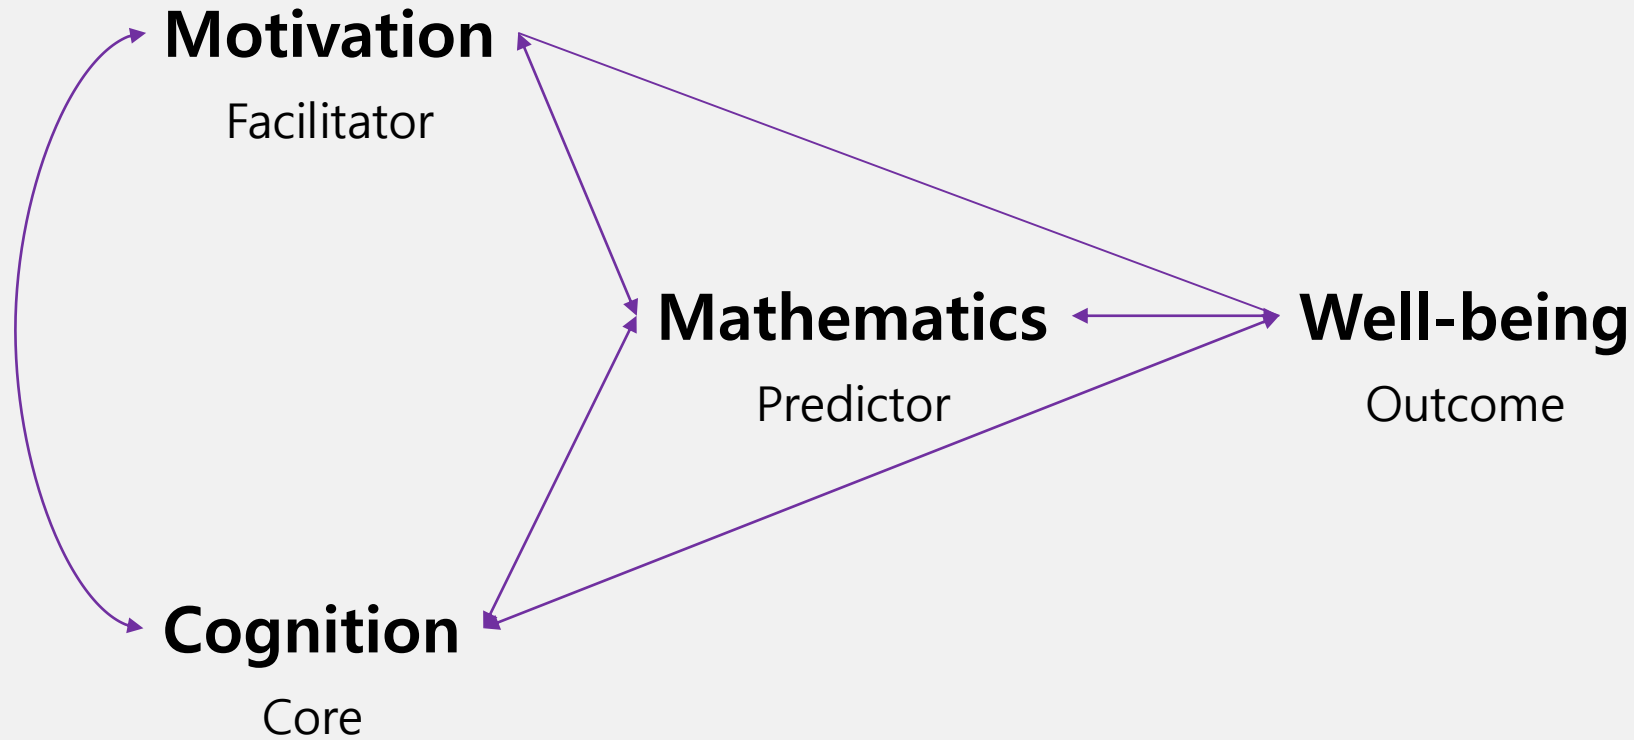 Motivation
Facilitator
Mathematics
Predictor
Well-being
Outcome
Cognition
Core